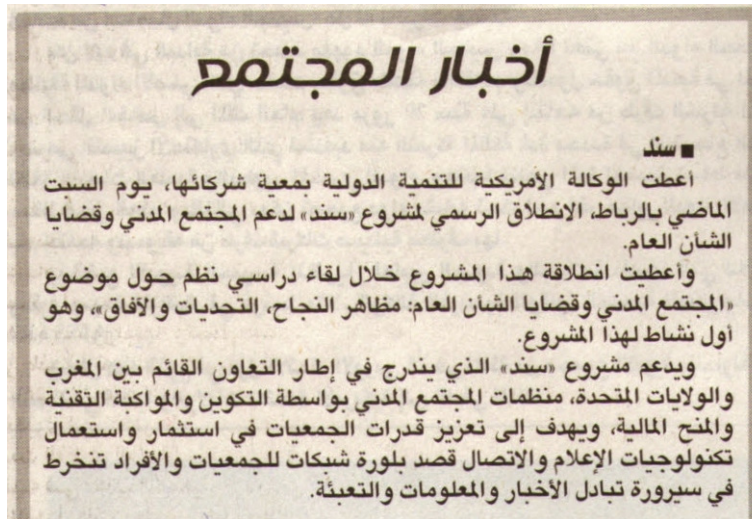 أخبار المجتمع
■ سند
أعطت الوكالة الأمريكية للتنمية الدولية بمعية شركائها، يوم السبت
الماضي بالرباط، الانطلاق الرسمي لمشروع «سند» لدعم المجتمع المدني وقضايا
الشأن العام.
وأعطيت انطلاقة هذا المشروع خلال لقاء دراسي نظم حول موضوع
«المجتمع المدني وقضايا الشأن العام: مظاهر النجاح، التحديات والآفاق»، وهو
أول نشاط لهذا المشروع.
ويدعم مشروع «سند» الذي يندرج في إطار التعاون القائم بين المغرب
والولايات المتحدة، منظمات المجتمع المدني بواسطة التكوين والمواكبة التقنية
والمنح المالية، ويهدف إلى تعزيز قدرات الجمعيات في استثمار واستعمال
تكنولوجيات الإعلام والاتصال قصد بلورة شبكات للجمعيات والأفراد تنخرط
في سيرورة تبادل الأخبار والمعلومات والتعبئة.